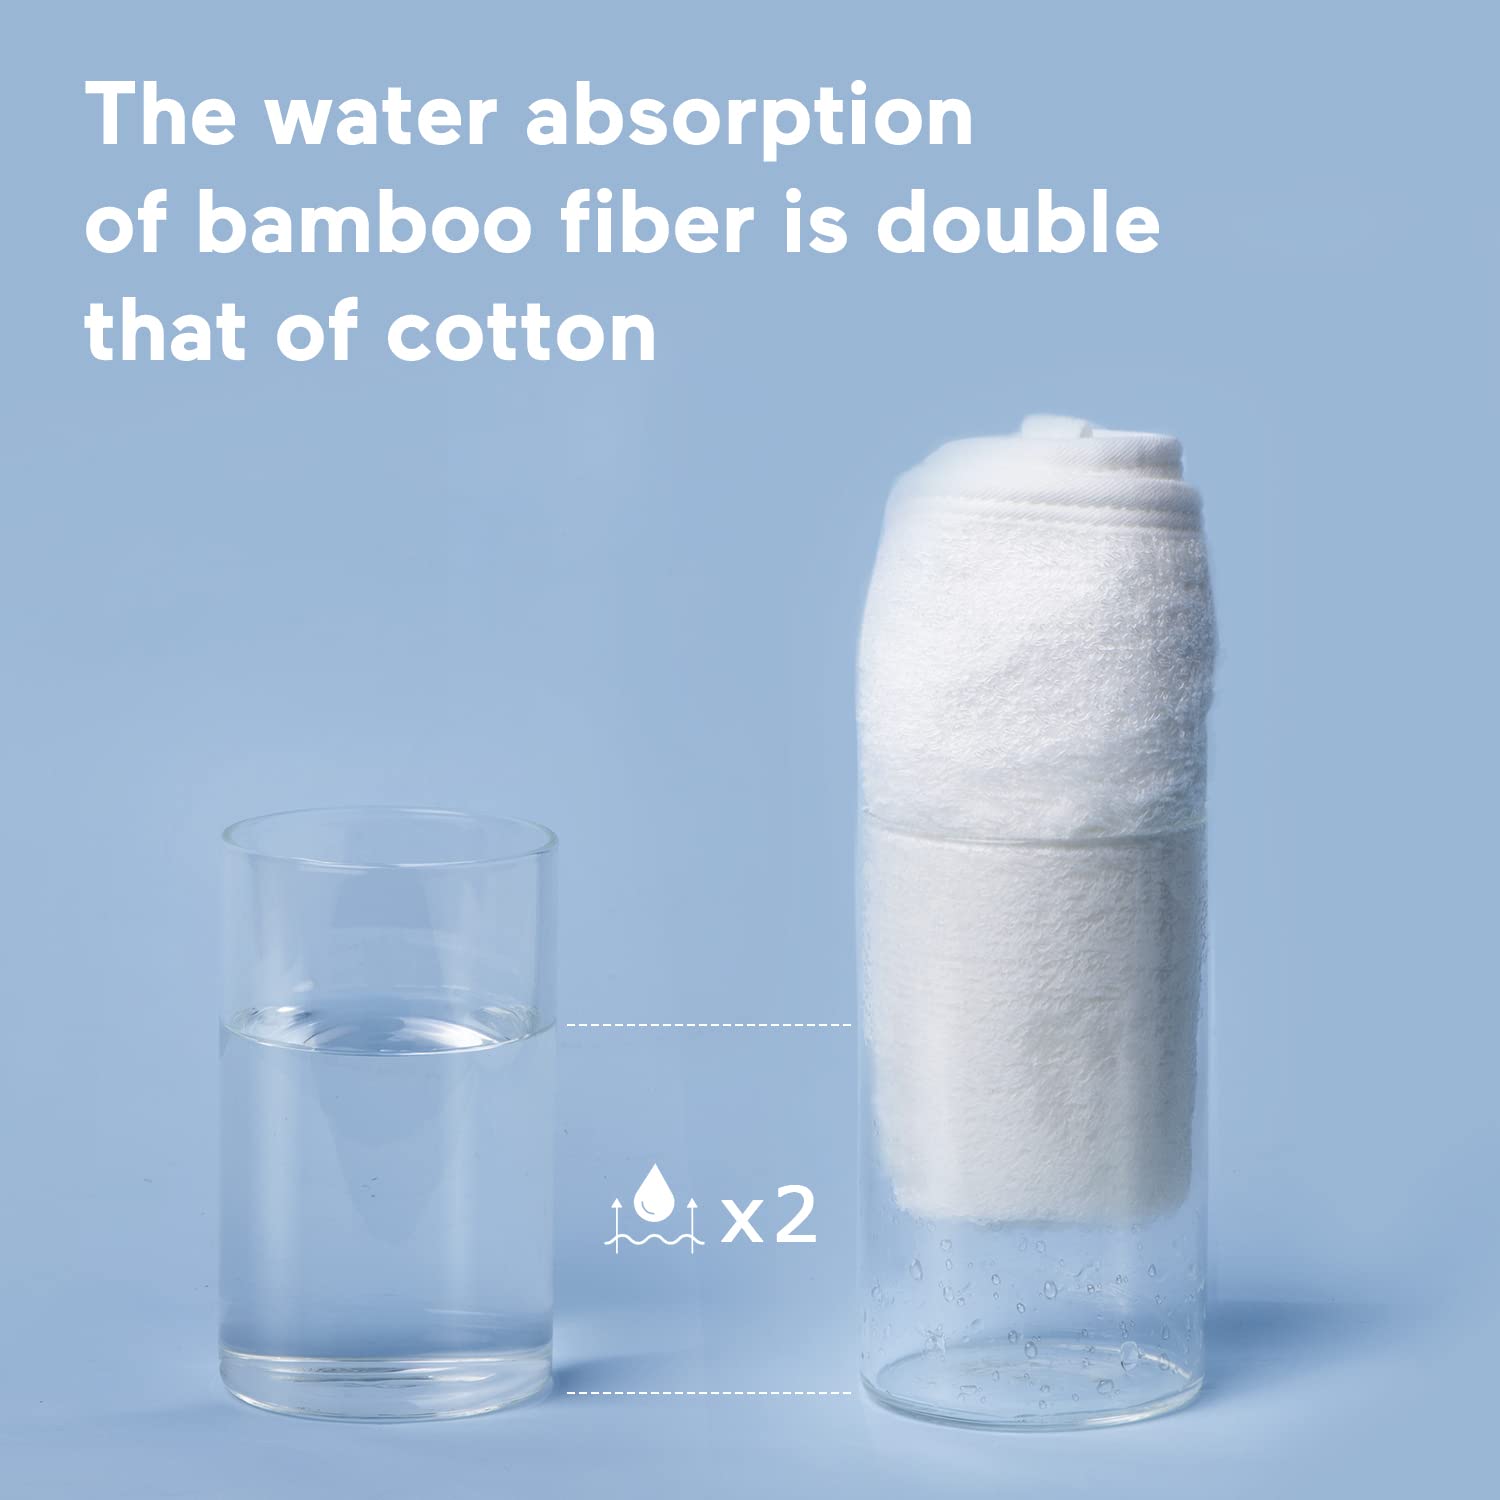 The water absorption
of bamboo fiber is double
that of cotton
x2